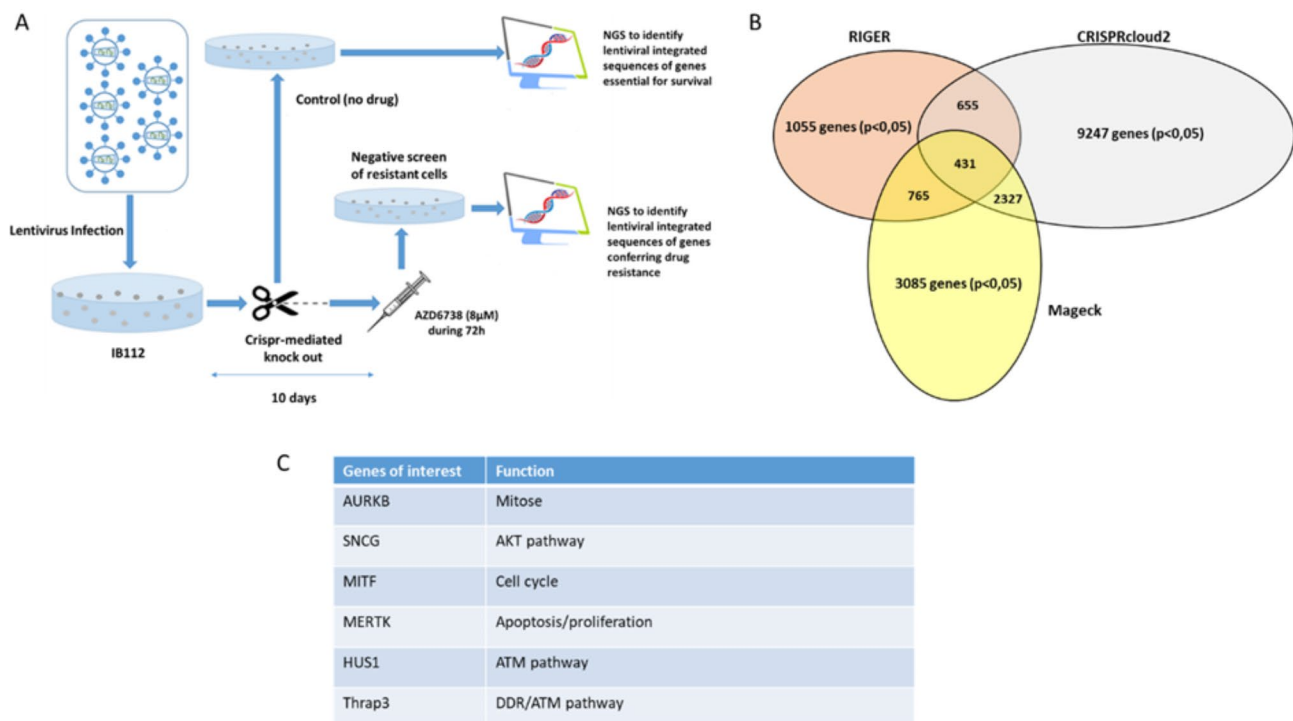 A
Lentivirus Infection
IB112
Control (no drug)
Crispr-mediated
knock out
10 days
AZD6738 (8µM)
during 72h
Negative screen
of resistant cells
NGS to identify
lentiviral integrated
sequences of genes
essential for survival
NGS to identify
lentiviral integrated
sequences of genes
conferring drug
resistance
B
RIGER
CRISPRcloud2
655
1055 genes (p<0,05)
9247 genes (p<0,05)
431
765
2327
3085 genes (p<0,05)
Mageck
C
Genes of interest Function
AURKB Mitose
SNCG AKT pathway
MITF Cell cycle
MERTK Apoptosis/proliferation
HUS1 ATM pathway
Thrap3 DDR/ATM pathway